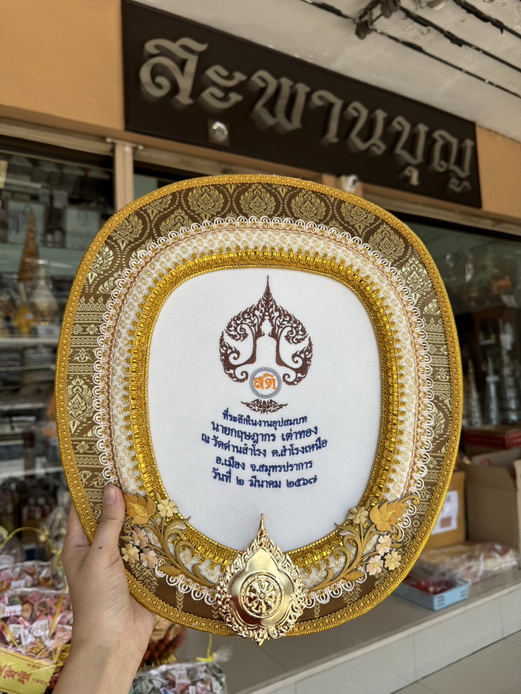 สะพานบุญ
สต
ที่ระลึกในงานอุปสมบท
นายกฤษฎากร เต่าทอง
ณ วัดด่านสำโรง ต.สำโรงเหนือ
อ.เมือง จ.สมุทรปราการ
วันที่ ๒ มีนาคม ๒๕๖๗